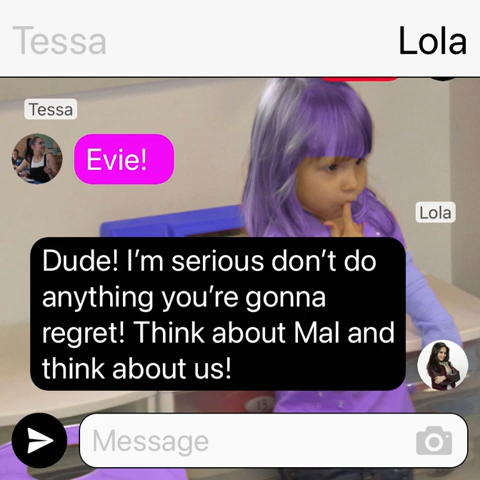 Tessa
Lola
Tessa
Evie!
Lola
Dude! I’m serious don’t do
anything you’re gonna
regret! Think about Mal and
think about us!
Message